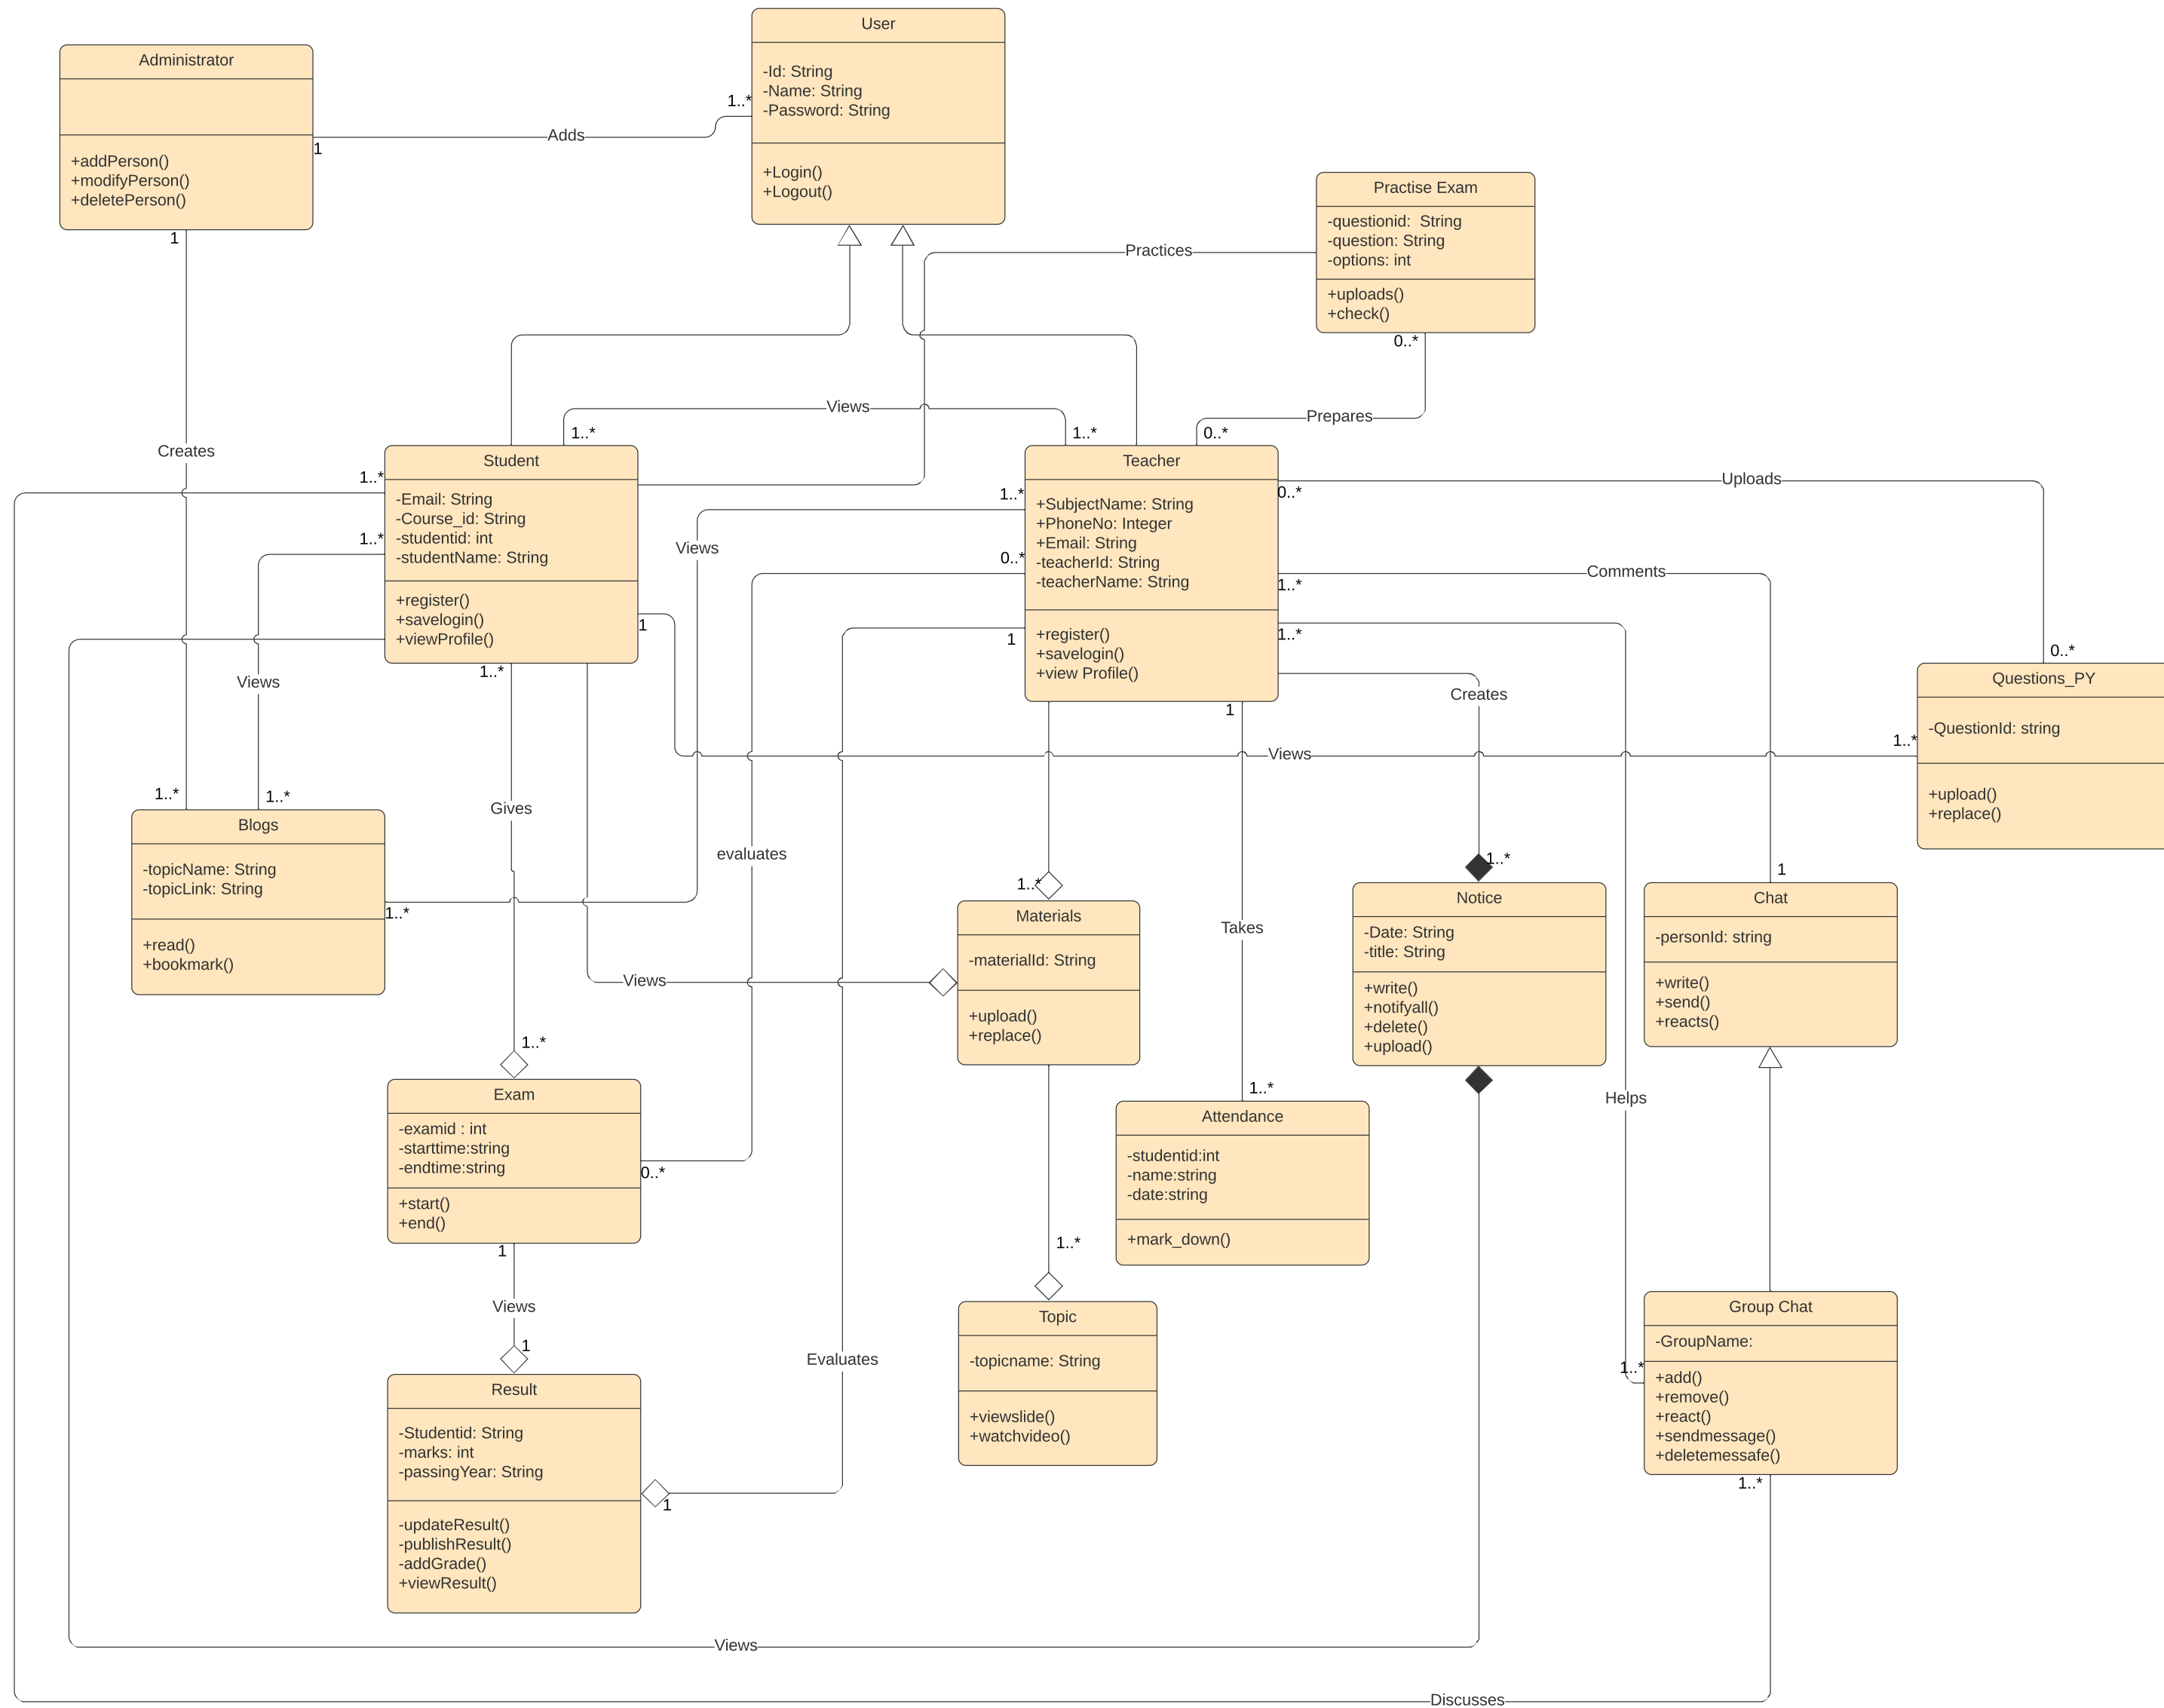 User
-Id: String
-Name: String
-Password: String
+Login()
+Logout()
Administrator
+addPerson()
+modifyPerson()
+deletePerson()
1..*
Adds
1
1
Practise Exam
-questionid:  String
-question: String
-options: int
+uploads()
+check()
Practices
0..*
Prepares
0..*
Views
1..*
1..*
Creates
Student
-Email: String
-Course_id: String
-studentid: int
-studentName: String
+register()
+savelogin()
+viewProfile()
1..*
1..*
1
1..*
Teacher
+SubjectName: String
+PhoneNo: Integer
+Email: String
-teacherId: String
-teacherName: String
+register()
+savelogin()
+view Profile()
1..*
0..*
1
0..*
1..*
1..*
1
Uploads
Comments
Views
Views
evaluates
Gives
Creates
Views
0..*
1..*
Questions_PY
-QuestionId: string
+upload()
+replace()
1..*
1..*
Blogs
-topicName: String
-topicLink: String
+read()
+bookmark()
1..*
Views
1..*
Materials
-materialId: String
+upload()
+replace()
Takes
1..*
Notice
-Date: String
-title: String
+write()
+notifyall()
+delete()
+upload()
1
Chat
-personId: string
+write()
+send()
+reacts()
1..*
Exam
-examid : int
-starttime:string
-endtime:string
+start()
+end()
0..*
1
Views
1
1..*
Attendance
-studentid:int
-name:string
-date:string
+mark_down()
Helps
1..*
Topic
-topicname: String
+viewslide()
+watchvideo()
Evaluates
1
Result
-Studentid: String
-marks: int
-passingYear: String
-updateResult()
-publishResult()
-addGrade()
+viewResult()
1..*
Group Chat
-GroupName:
+add()
+remove()
+react()
+sendmessage()
+deletemessafe()
1..*
Views
Discusses